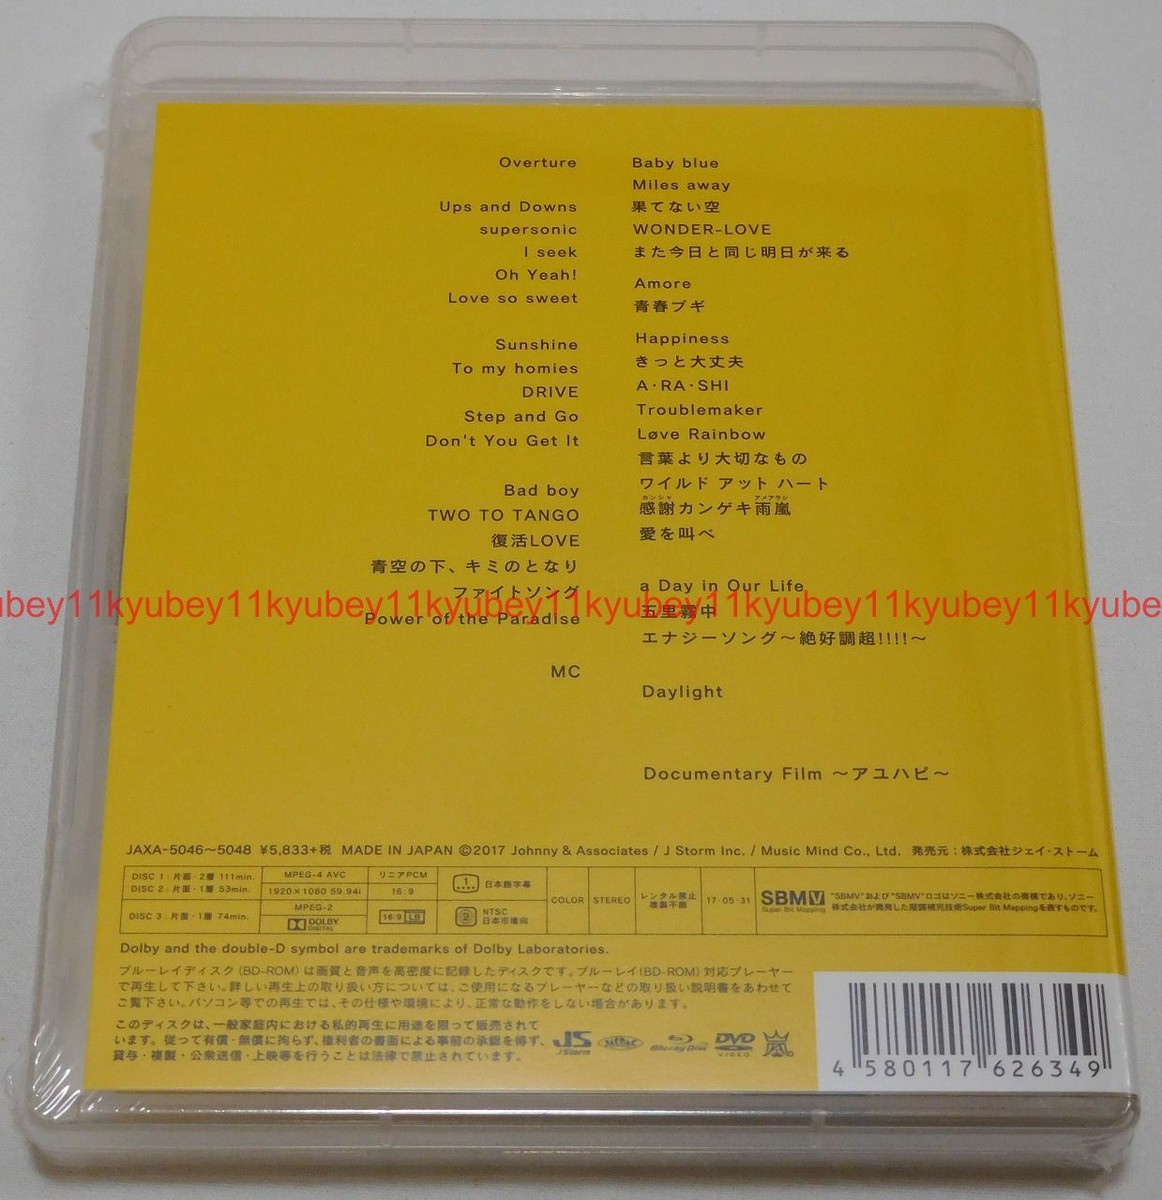 Overture
Ups and Downs
supersonic
I seek
Oh Yeah!
Love so sweet
Sunshine
To my homies
DRIVE
Step and Go
Don't You Get It
Bad boy
TWO TO TANGO
復活LOVE
青空の下、キミのとなり
ファイトソング
Power of the Paradise
MC
Baby blue
Miles away
果てない空
WONDER-LOVE
また今日と同じ明日が来る
Amore
青春ブギ
Happiness
きっと大丈夫
A・RA・SHI
Troublemaker
Løve Rainbow
言葉より大切なもの
ワイルド アット ハート
カンシャ アメアラシ
感謝カンゲキ雨嵐
愛を叫べ
a Day in Our Life
五里霧中
エナジーソング〜絶好調超!!!!〜
Daylight
Documentary Film 〜アユハピ〜
ubey11kyubey11kyubey11kyubey11kyubey11kyubey11kyubey11kyubey11kyube
JAXA-5046〜5048 ¥5,833+税 MADE IN JAPAN ©2017 Johnny & Associates / J Storm Inc. / Music Mind Co., Ltd. 発売元：株式会社ジェイ・ストーム
DISC 1：片面・2層 111min.
DISC 2：片面・1層 53min.
MPEG-4 AVC
リニアPCM
1920×1080 59.94i
16:9
DISC 3：片面・1層 74min.
MPEG-2
DOLBY
DIGITAL
16:9 LB
1 日本語字幕
2 NTSC
日本市場向
COLOR
STEREO
レンタル禁止
複製不能
17・05・31
SBMV
Super Bit Mapping
"SBMV"および"SBMV"ロゴはソニー株式会社の商標であり、ソニー
株式会社が開発した階調補完技術Super Bit Mappingを表すものです。
Dolby and the double-D symbol are trademarks of Dolby Laboratories.
ブルーレイディスク(BD-ROM)は画質と音声を高密度に記録したディスクです。ブルーレイ(BD-ROM)対応プレーヤー
で再生して下さい。詳しい再生上の取り扱い方については、ご使用になるプレーヤーなどの取り扱い説明書をあわせて
ご覧下さい。パソコン等での再生では、その仕様や環境により、正常な動作をしない場合があります。
このディスクは、一般家庭内における私的再生に用途を限って販売されて
います。従って有償・無償に拘らず、権利者の書面による事前の承認を得ず、
貸与・複製・公衆送信・上映等を行うことは法律で禁止されています。
JS
J Storm
Blu-ray Disc
DVD
VIDEO
4 580117 626349